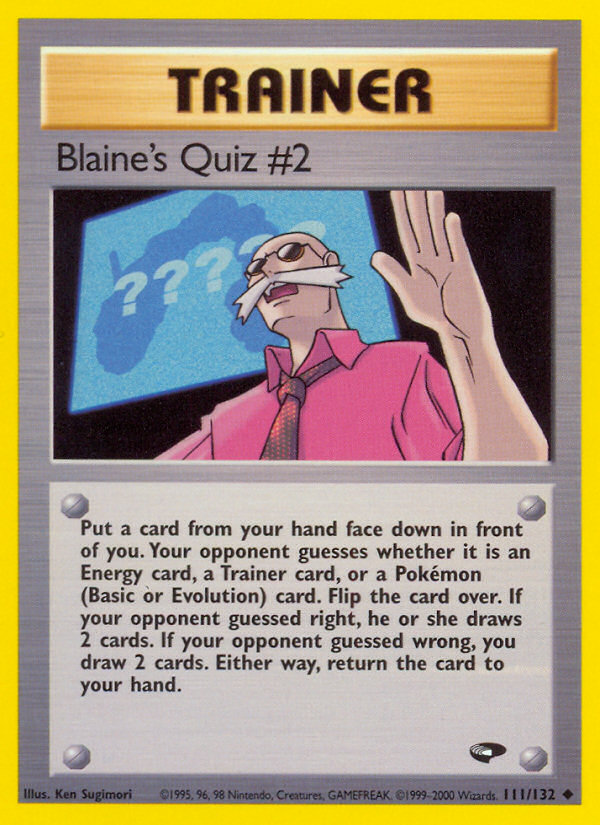 TRAINER
Blaine's Quiz #2
? ? ? ? ?
Put a card from your hand face down in front
of you. Your opponent guesses whether it is an
Energy card, a Trainer card, or a Pokémon
(Basic or Evolution) card. Flip the card over. If
your opponent guessed right, he or she draws
2 cards. If your opponent guessed wrong, you
draw 2 cards. Either way, return the card to
your hand.
Illus. Ken Sugimori ©1995, 96, 98 Nintendo, Creatures, GAMEFREAK. ©1999-2000 Wizards. 111/132